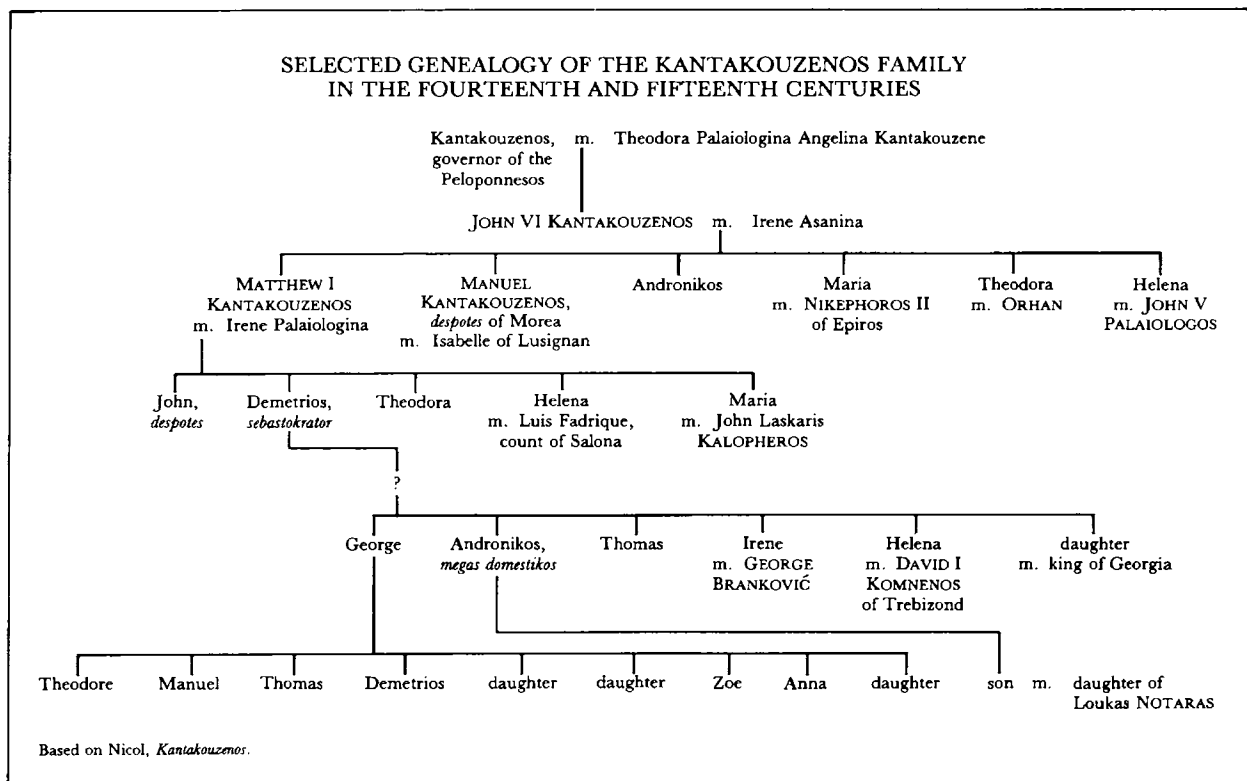 SELECTED GENEALOGY OF THE KANTAKOUZENOS FAMILY
IN THE FOURTEENTH AND FIFTEENTH CENTURIES
Kantakouzenos, m. Theodora Palaiologina Angelina Kantakouzene
governor of the
Peloponnesos
JOHN VI KANTAKOUZENOS m. Irene Asanina
MATTHEW I
KANTAKOUZENOS
m. Irene Palaiologina
MANUEL
KANTAKOUZENOS,
despotes of Morea
m. Isabelle of Lusignan
Andronikos
Maria
m. NIKEPHOROS II
of Epiros
Theodora
m. ORHAN
Helena
m. JOHN V
PALAIOLOGOS
John,
despotes
Demetrios,
sebastokrator
Theodora
Helena
m. Luis Fadrique,
count of Salona
Maria
m. John Laskaris
KALOPHEROS
?
George
Andronikos,
megas domestikos
Thomas
Irene
m. GEORGE
BRANKOVIĆ
Helena
m. DAVID I
KOMNENOS
of Trebizond
daughter
m. king of Georgia
Theodore
Manuel
Thomas
Demetrios
daughter
daughter
Zoe
Anna
daughter
son m. daughter of
Loukas NOTARAS
Based on Nicol, Kantakouzenos.